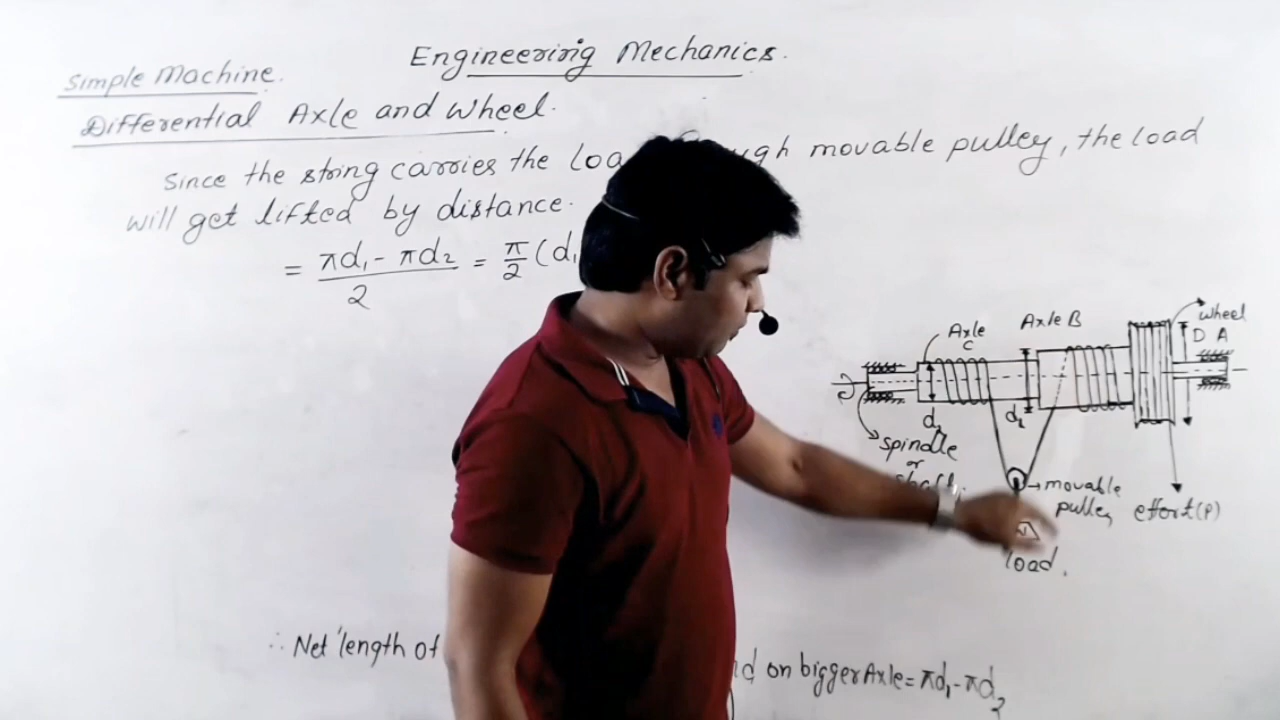 Engineering Mechanics.
Simple Machine.
Differential Axle and Wheel.
Since the string carries the movable pulley, the load
will get lifted by distance.
= πd₁ - πd₂ / 2 = π/2 (d₁
Axle C
Axle B
Wheel
D A
d₂
d₁
spindle
or
movable
pulley
effort (P)
load.
∴ Net length of on bigger Axle = πd₁ - πd₂